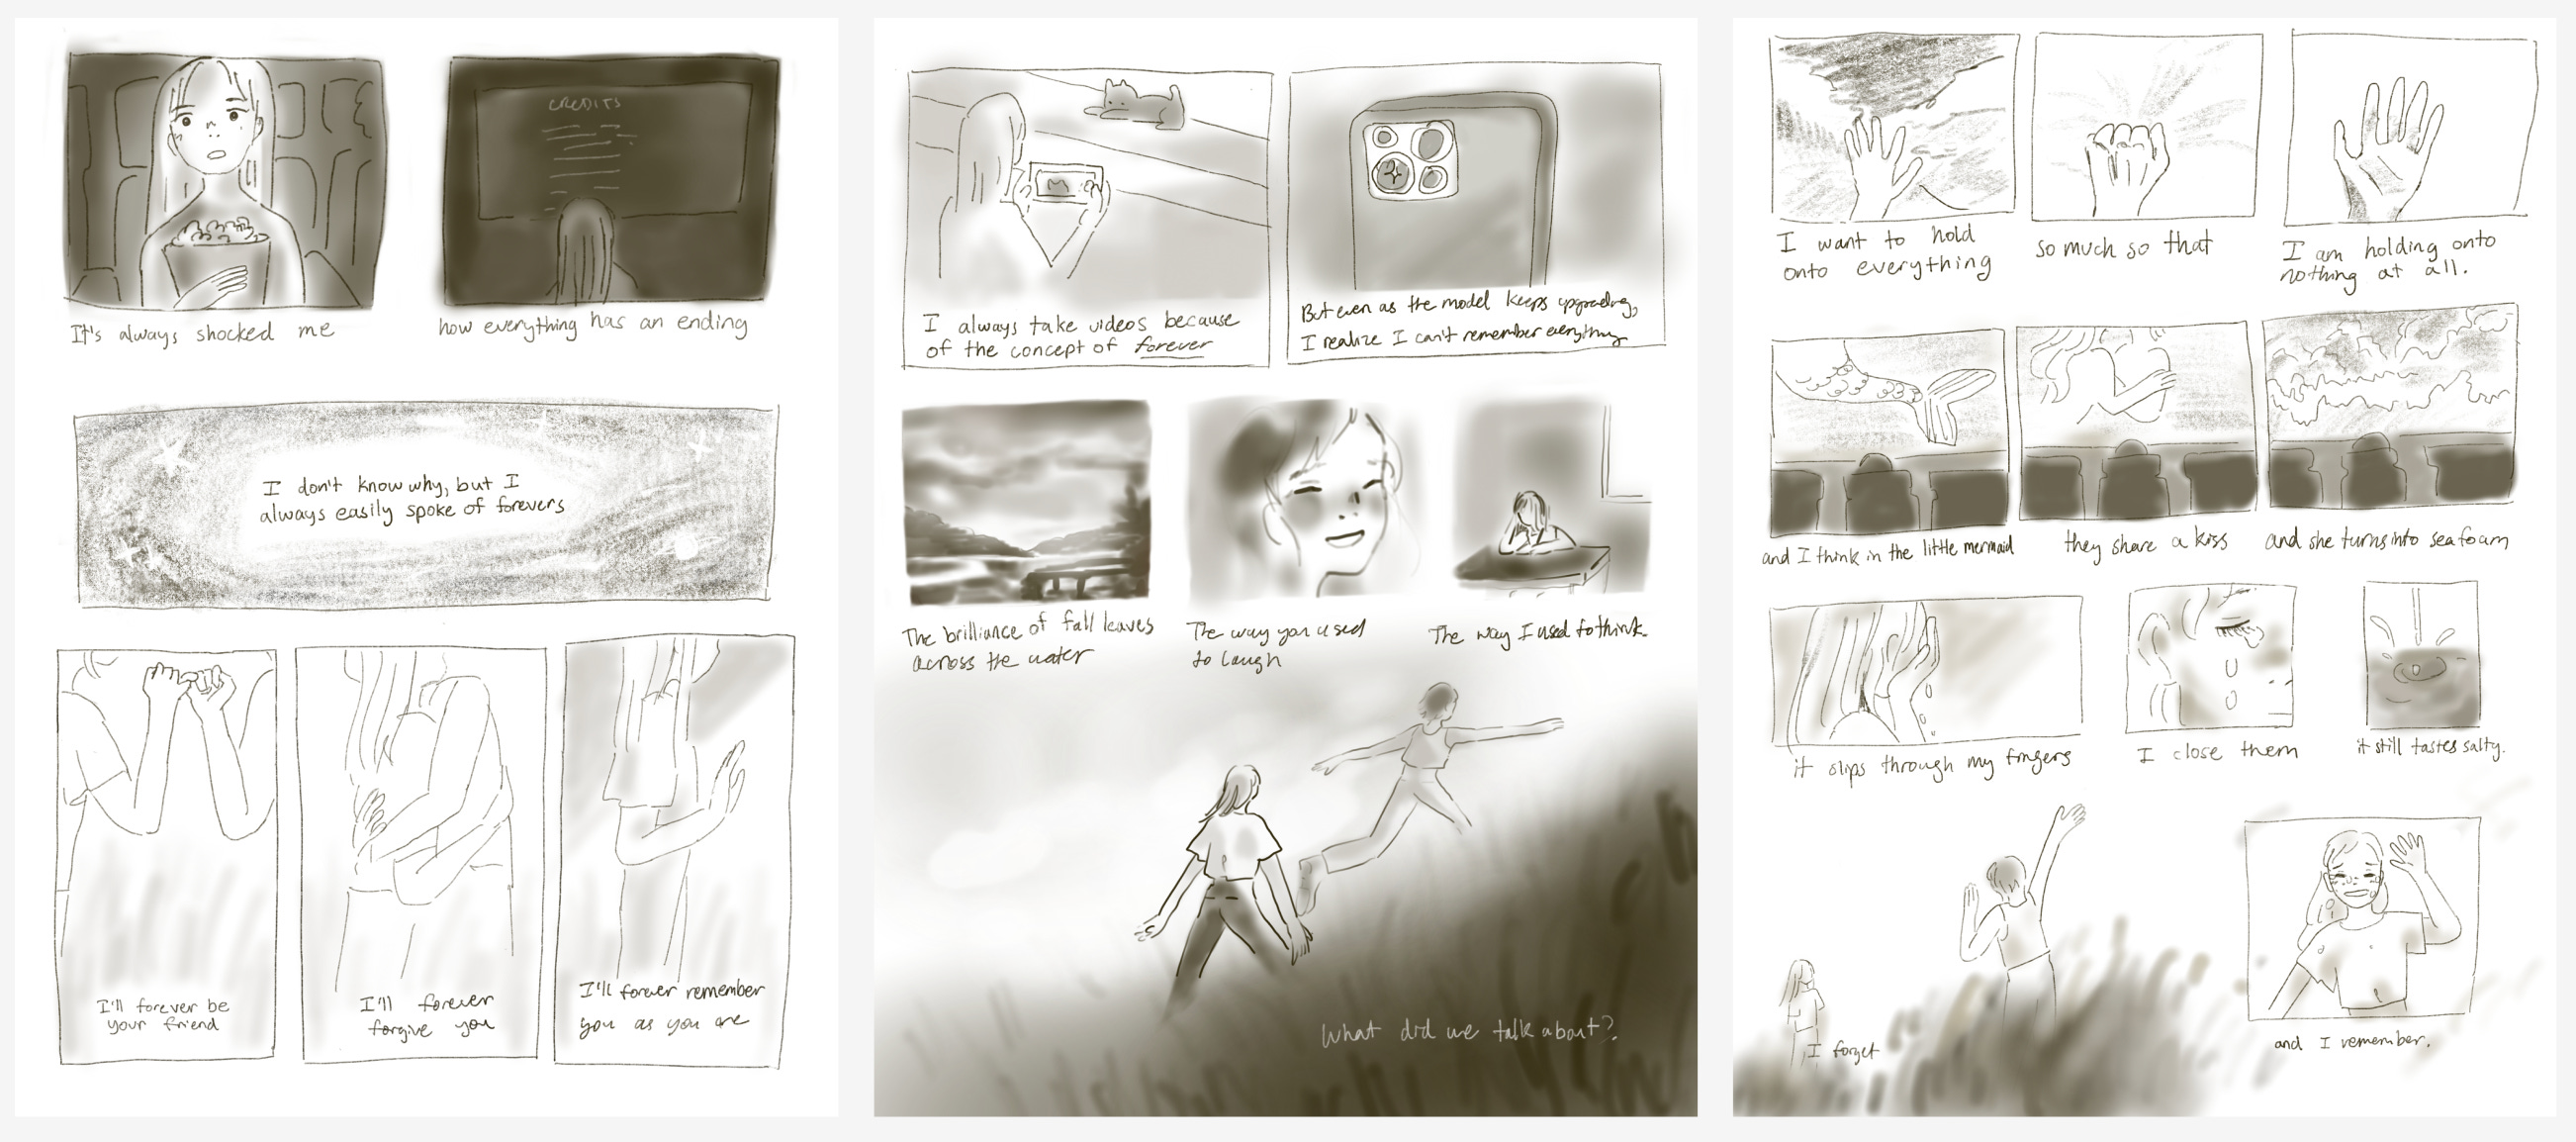 It's always shocked me
CREDITS
how everything has an ending
I don't know why, but I
always easily spoke of forevers
I'll forever be
your friend
I'll forever
forgive you
I'll forever remember
you as you are
I always take videos because
of the concept of forever
But even as the model keeps upgrading,
I realize I can't remember everything
The brilliance of fall leaves
across the water
The way you used
to laugh
The way I used to think.
What did we talk about?
I want to hold
onto everything
so much so that
I am holding onto
nothing at all.
and I think in the little mermaid
they share a kiss
and she turns into sea foam
it slips through my fingers
I close them
it still tastes salty.
I forget
and I remember.